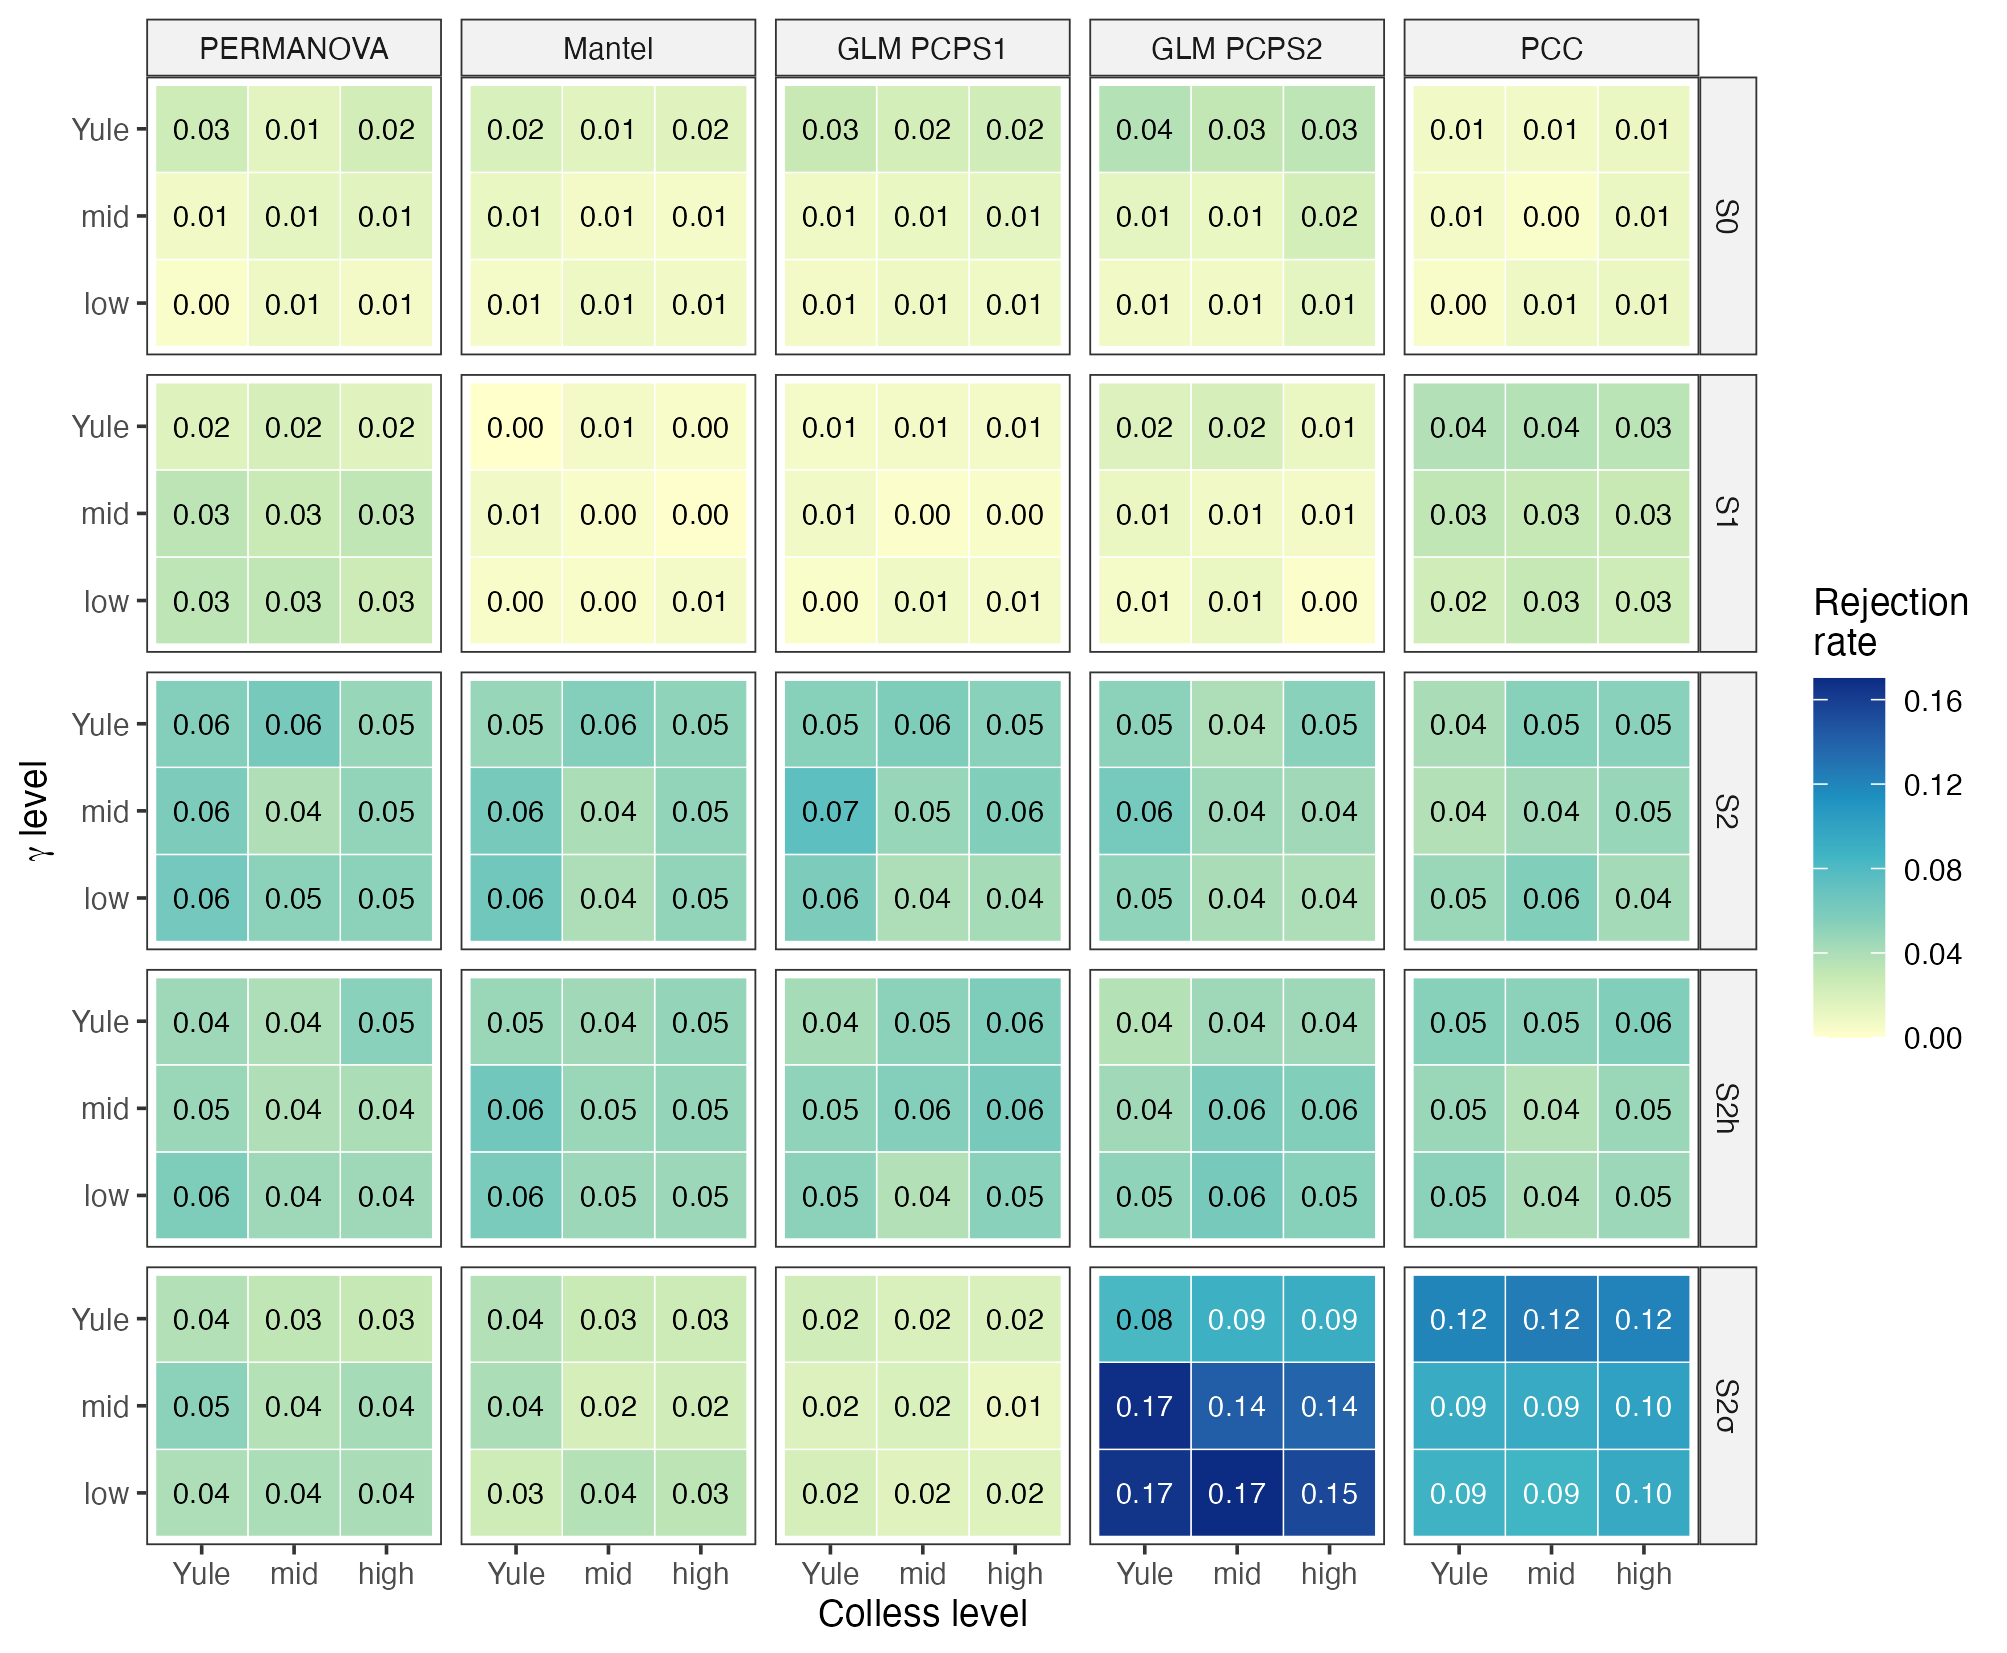 PERMANOVA Mantel GLM PCPS1 GLM PCPS2 PCC
Yule 0.03 0.01 0.02 0.02 0.01 0.02 0.03 0.02 0.02 0.04 0.03 0.03 0.01 0.01 0.01
mid 0.01 0.01 0.01 0.01 0.01 0.01 0.01 0.01 0.01 0.01 0.01 0.02 0.01 0.00 0.01
S0
low 0.00 0.01 0.01 0.01 0.01 0.01 0.01 0.01 0.01 0.01 0.01 0.01 0.00 0.01 0.01
Yule 0.02 0.02 0.02 0.00 0.01 0.00 0.01 0.01 0.01 0.02 0.02 0.01 0.04 0.04 0.03
mid 0.03 0.03 0.03 0.01 0.00 0.00 0.01 0.00 0.00 0.01 0.01 0.01 0.03 0.03 0.03
S1
low 0.03 0.03 0.03 0.00 0.00 0.01 0.00 0.01 0.01 0.01 0.01 0.00 0.02 0.03 0.03
Yule 0.06 0.06 0.05 0.05 0.06 0.05 0.05 0.06 0.05 0.05 0.04 0.05 0.04 0.05 0.05
mid 0.06 0.04 0.05 0.06 0.04 0.05 0.07 0.05 0.06 0.06 0.04 0.04 0.04 0.04 0.05
S2
low 0.06 0.05 0.05 0.06 0.04 0.05 0.06 0.04 0.04 0.05 0.04 0.04 0.05 0.06 0.04
Yule 0.04 0.04 0.05 0.05 0.04 0.05 0.04 0.05 0.06 0.04 0.04 0.04 0.05 0.05 0.06
mid 0.05 0.04 0.04 0.06 0.05 0.05 0.05 0.06 0.06 0.04 0.06 0.06 0.05 0.04 0.05
S2h
low 0.06 0.04 0.04 0.06 0.05 0.05 0.05 0.04 0.05 0.05 0.06 0.05 0.05 0.04 0.05
Yule 0.04 0.03 0.03 0.04 0.03 0.03 0.02 0.02 0.02 0.08 0.09 0.09 0.12 0.12 0.12
mid 0.05 0.04 0.04 0.04 0.02 0.02 0.02 0.02 0.01 0.17 0.14 0.14 0.09 0.09 0.10
S2σ
low 0.04 0.04 0.04 0.03 0.04 0.03 0.02 0.02 0.02 0.17 0.17 0.15 0.09 0.09 0.10
Yule mid high Yule mid high Yule mid high Yule mid high Yule mid high
Colless level
γ level
Rejection
rate
0.16
0.12
0.08
0.04
0.00